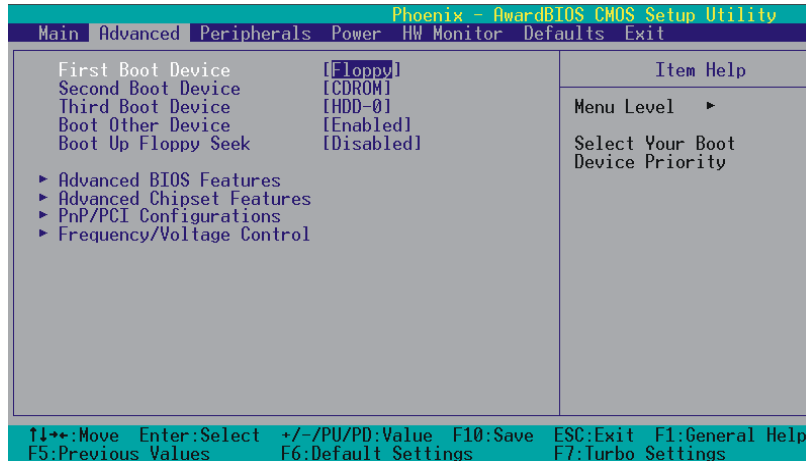 Phoenix - AwardBIOS CMOS Setup Utility
Main Advanced Peripherals Power HW Monitor Defaults Exit
First Boot Device [Floppy]
Second Boot Device [CDROM]
Third Boot Device [HDD-0]
Boot Other Device [Enabled]
Boot Up Floppy Seek [Disabled]
► Advanced BIOS Features
► Advanced Chipset Features
► PnP/PCI Configurations
► Frequency/Voltage Control
Item Help
Menu Level ►
Select Your Boot
Device Priority
↑↓→←:Move Enter:Select +/-/PU/PD:Value F10:Save ESC:Exit F1:General Help
F5:Previous Values F6:Default Settings F7:Turbo Settings